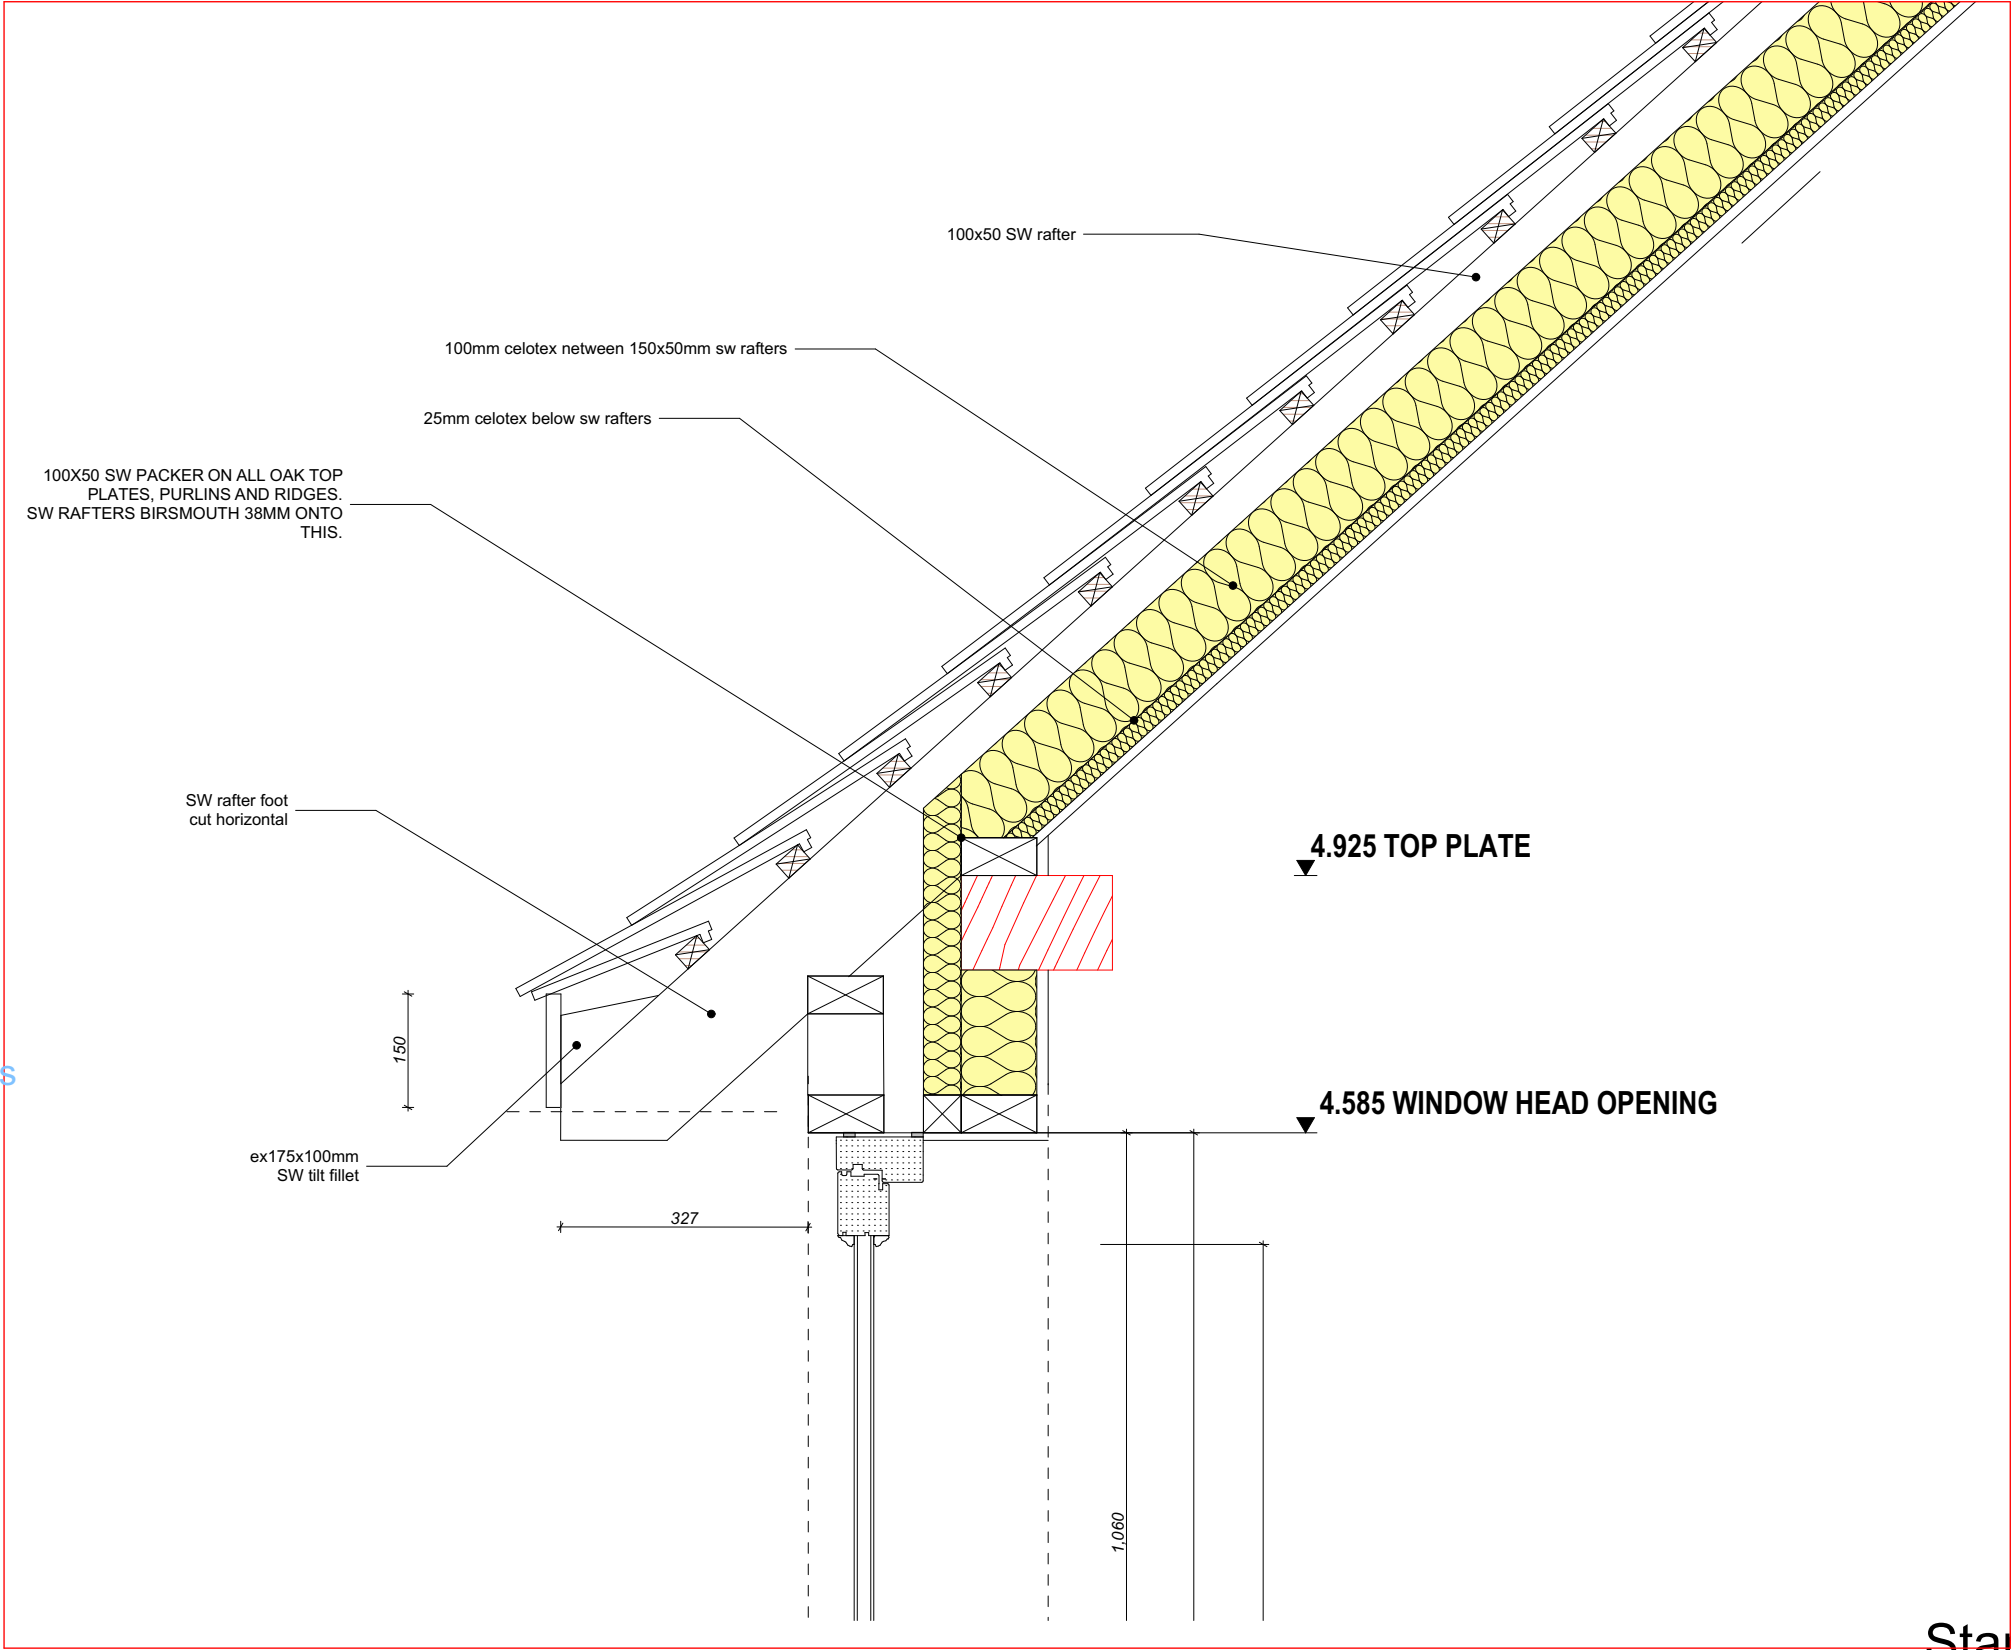 100x50 SW rafter
100mm celotex netween 150x50mm sw rafters
25mm celotex below sw rafters
100X50 SW PACKER ON ALL OAK TOP
PLATES, PURLINS AND RIDGES.
SW RAFTERS BIRSMOUTH 38MM ONTO
THIS.
SW rafter foot
cut horizontal
4.925 TOP PLATE
150
s
4.585 WINDOW HEAD OPENING
ex175x100mm
SW tilt fillet
327
1,060